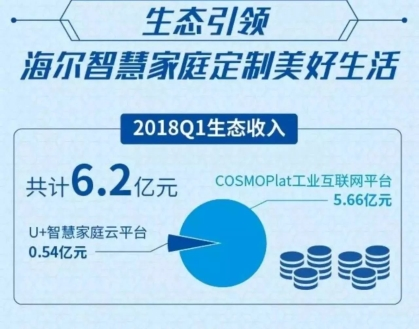 生态引领
海尔智慧家庭定制美好生活
2018Q1生态收入
共计6.2亿元
COSMOPlat工业互联网平台
5.66亿元
U+智慧家庭云平台
0.54亿元